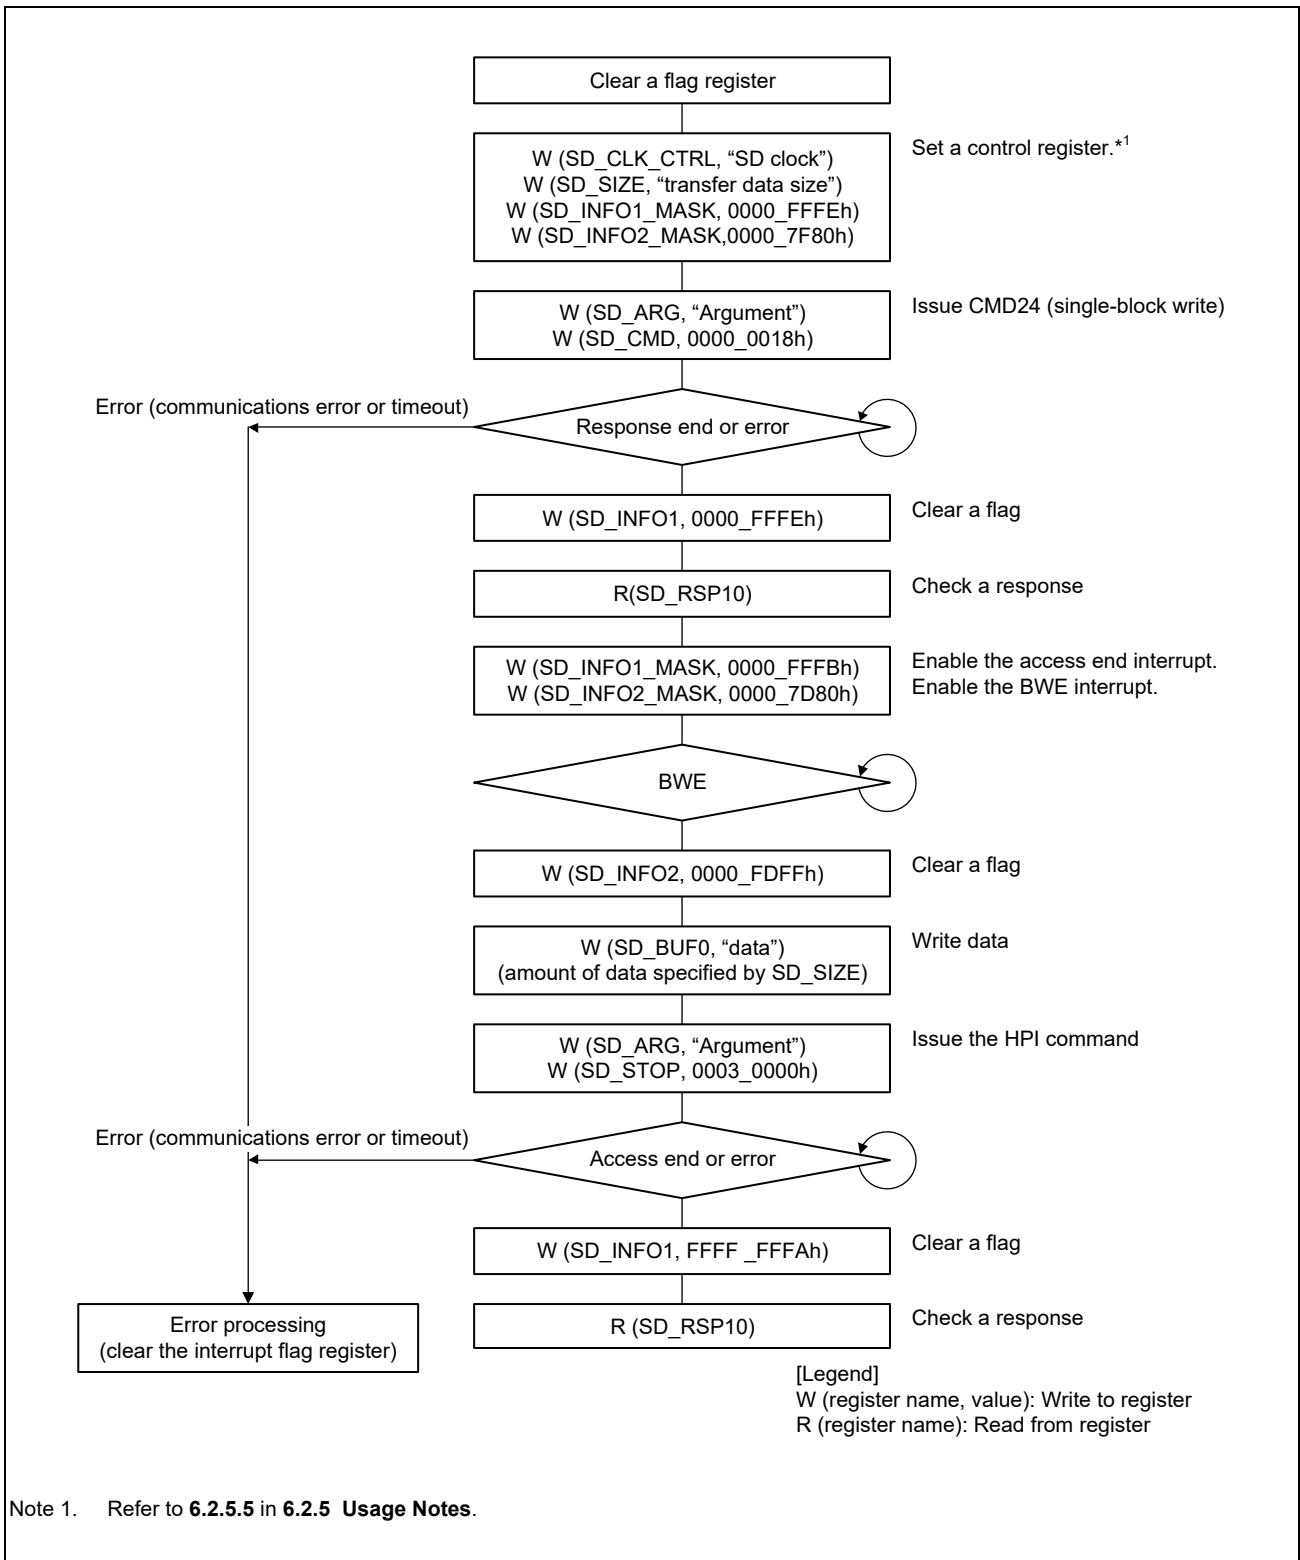 Clear a flag register
W (SD_CLK_CTRL, “SD clock”)
W (SD_SIZE, “transfer data size”)
W (SD_INFO1_MASK, 0000_FFFEh)
W (SD_INFO2_MASK,0000_7F80h)
Set a control register.*1
W (SD_ARG, “Argument”)
W (SD_CMD, 0000_0018h)
Issue CMD24 (single-block write)
Error (communications error or timeout)
Response end or error
W (SD_INFO1, 0000_FFFEh)
Clear a flag
R(SD_RSP10)
Check a response
W (SD_INFO1_MASK, 0000_FFFBh)
W (SD_INFO2_MASK, 0000_7D80h)
Enable the access end interrupt.
Enable the BWE interrupt.
BWE
W (SD_INFO2, 0000_FDFFh)
Clear a flag
W (SD_BUF0, “data”)
(amount of data specified by SD_SIZE)
Write data
W (SD_ARG, “Argument”)
W (SD_STOP, 0003_0000h)
Issue the HPI command
Error (communications error or timeout)
Access end or error
W (SD_INFO1, FFFF _FFFAh)
Clear a flag
Error processing
(clear the interrupt flag register)
R (SD_RSP10)
Check a response
[Legend]
W (register name, value): Write to register
R (register name): Read from register
Note 1. Refer to 6.2.5.5 in 6.2.5 Usage Notes.